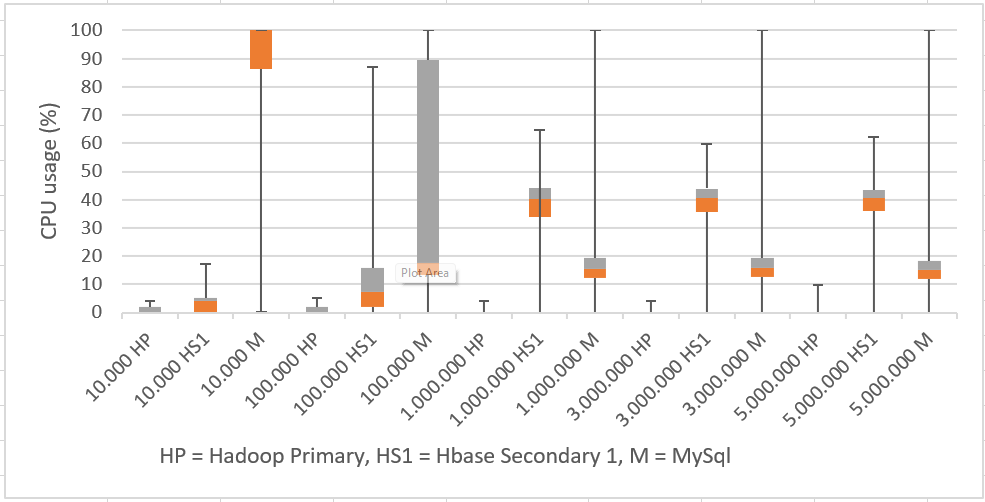 100
90
80
70
60
50
40
30
20
10
0
CPU usage (%)
Plot Area
10.000 HP
10.000 HS1
10.000 M
100.000 HP
100.000 HS1
100.000 M
1.000.000 HP
1.000.000 HS1
1.000.000 M
3.000.000 HP
3.000.000 HS1
3.000.000 M
5.000.000 HP
5.000.000 HS1
5.000.000 M
HP = Hadoop Primary, HS1 = Hbase Secondary 1, M = MySql